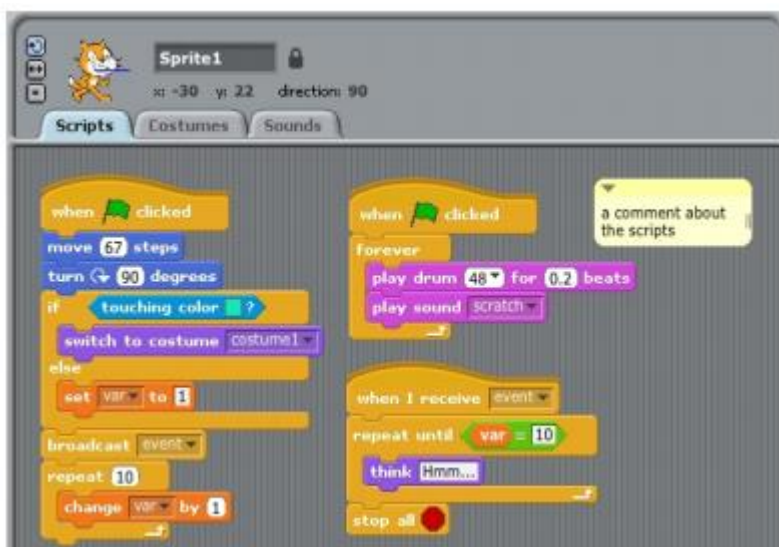 Sprite1
x: -30 y: 22 direction: 90
Scripts Costumes Sounds
when clicked
move 67 steps
turn 90 degrees
if touching color ?
switch to costume costume1
else
set var to 1
broadcast event
repeat 10
change var by 1
when clicked
forever
play drum 48 for 0.2 beats
play sound scratch
when I receive event
repeat until var = 10
think Hmm...
stop all
a comment about
the scripts